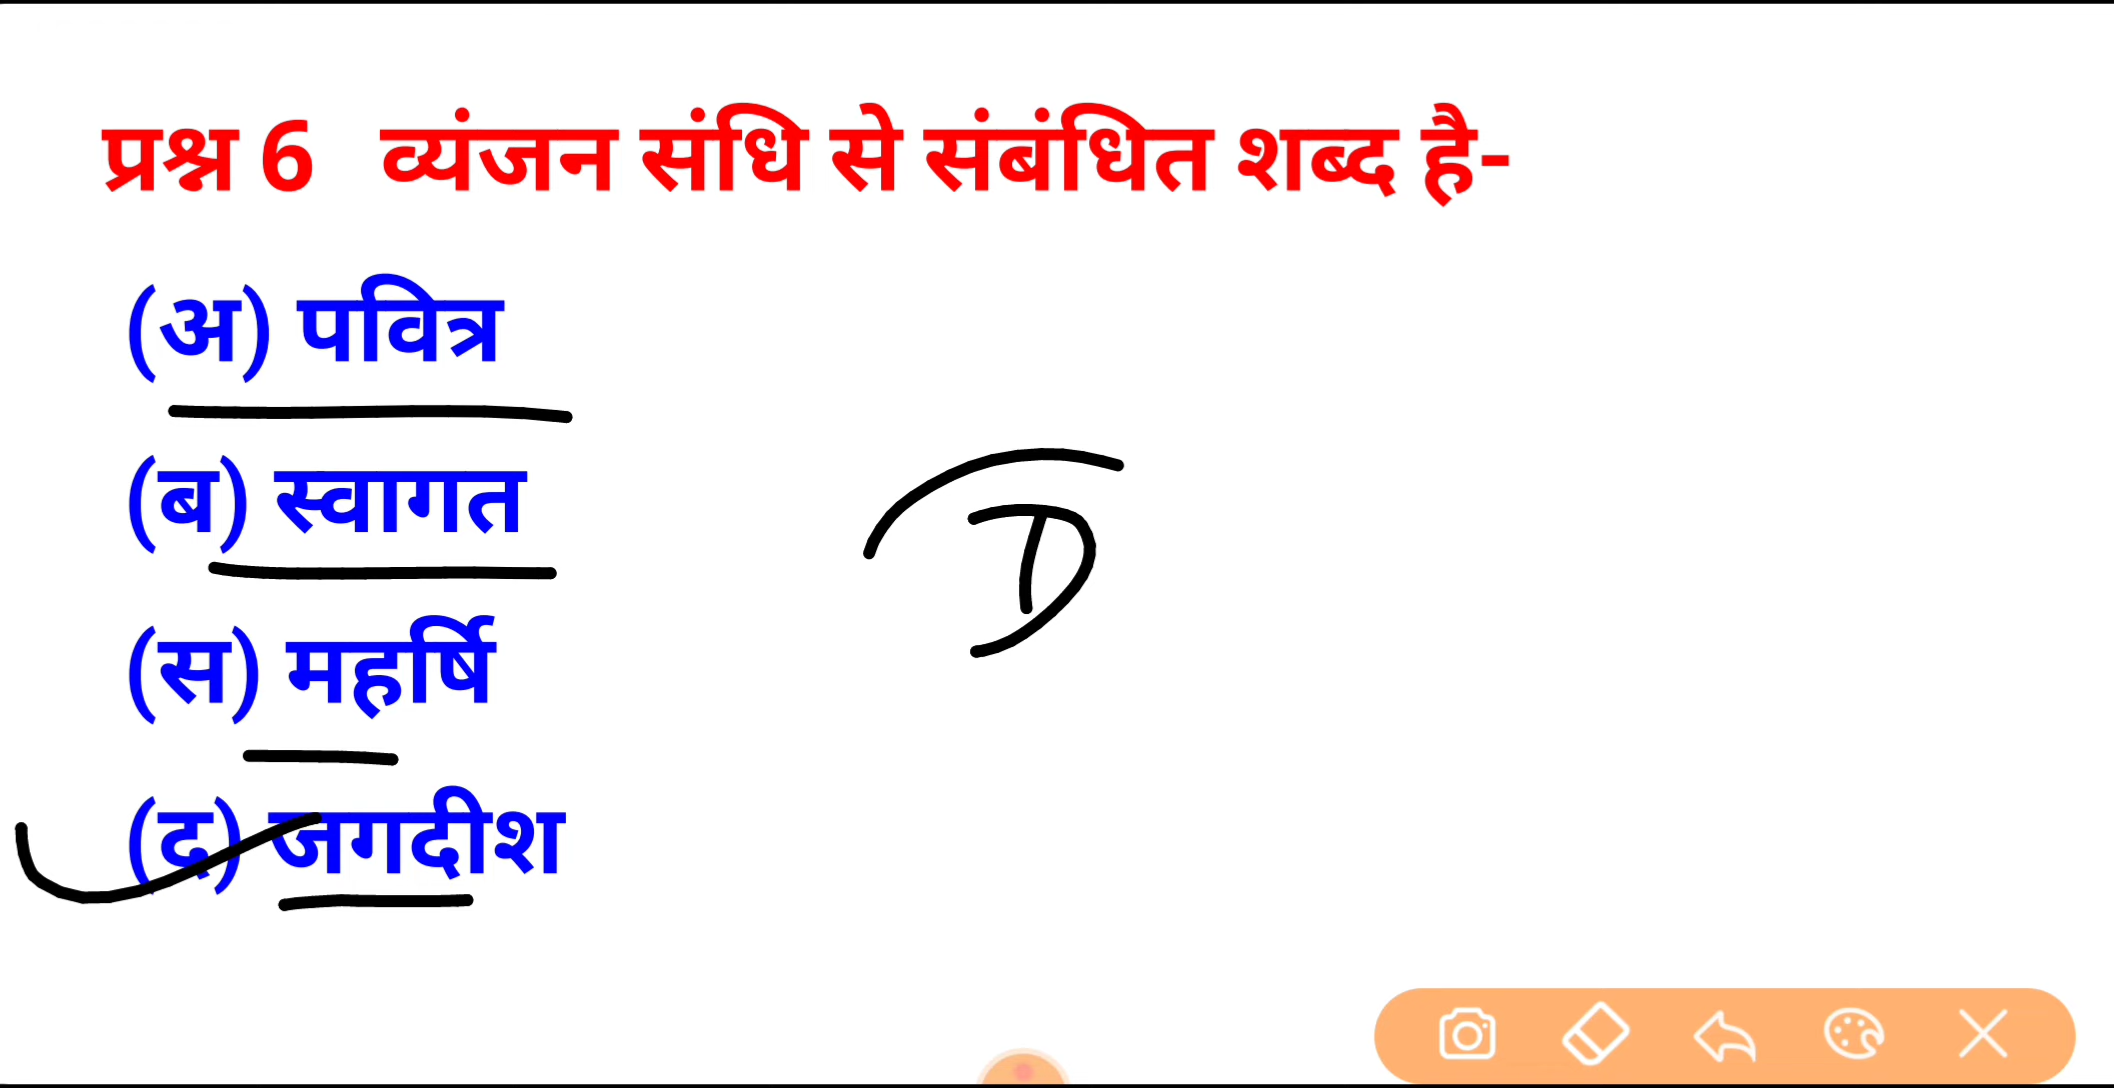 प्रश्न 6 व्यंजन संधि से संबंधित शब्द है-
(अ) पवित्र
(ब) स्वागत
D
(स) महर्षि
(द) जगदीश